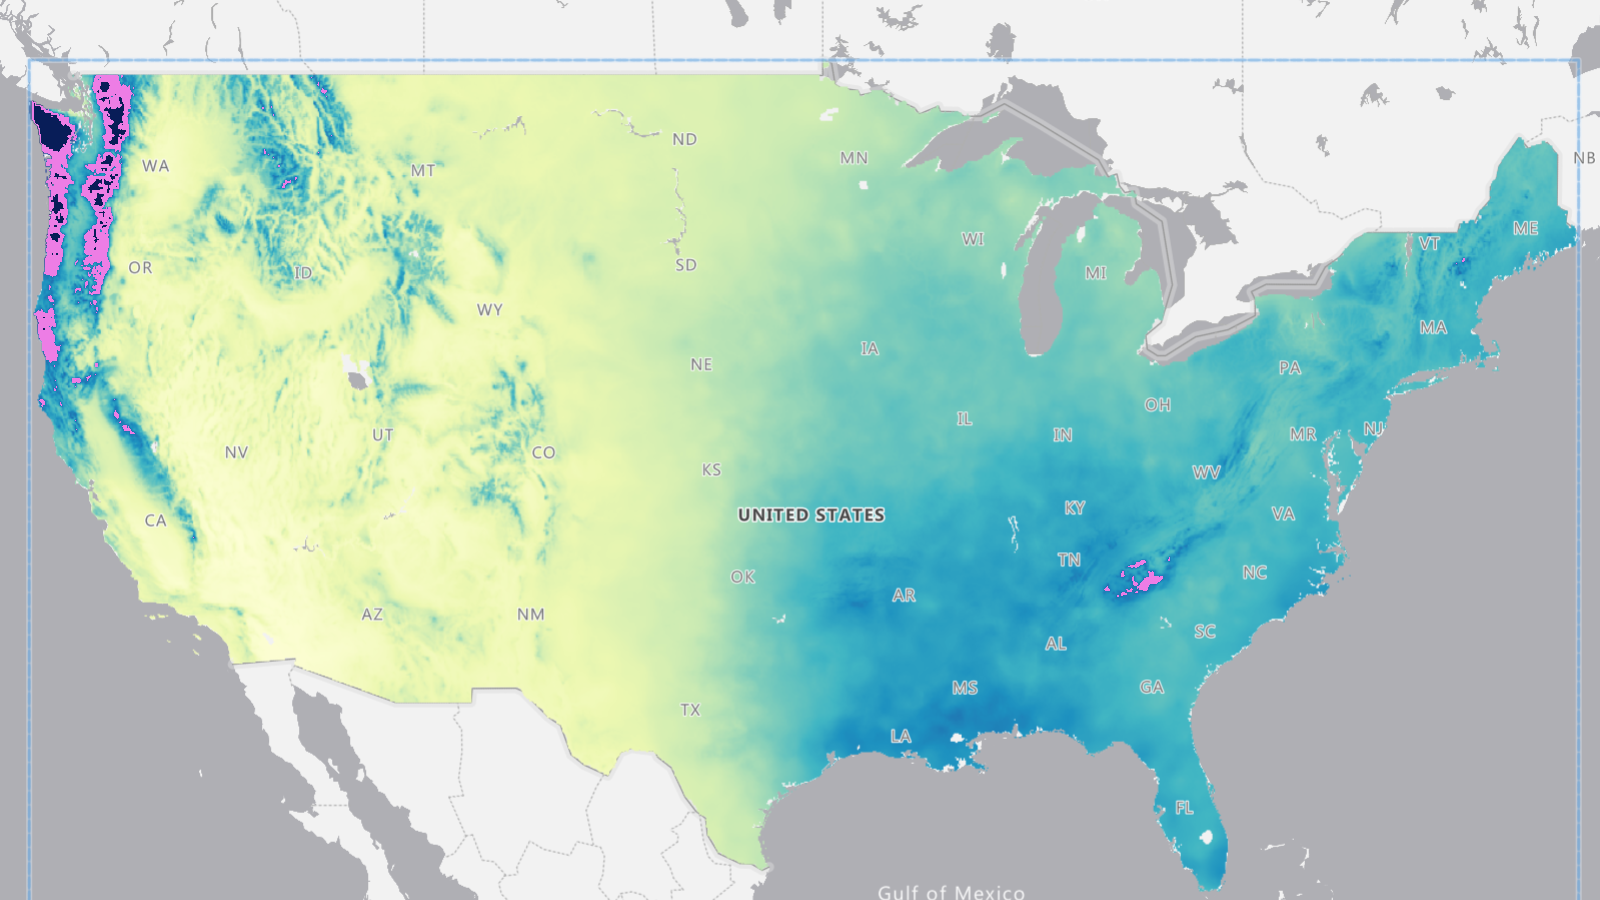 ND
MN
NB
WA
MT
ME
VT
WI
OR
SD
ID
MI
WY
MA
IA
NE
PA
OH
IL
IN
MR
NJ
UT
NV
CO
KS
WV
KY
UNITED STATES
VA
CA
TN
NC
OK
AR
AZ
NM
SC
AL
MS
GA
TX
LA
FL
Gulf of Mexico